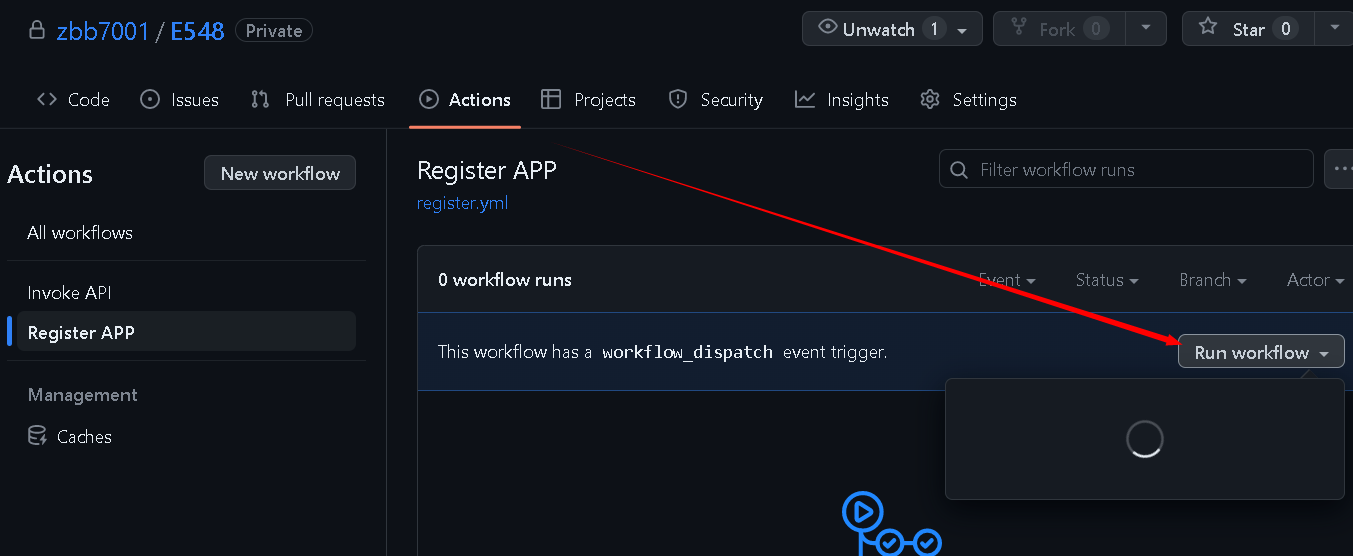 zbb7001 / E548 Private
Unwatch 1
Fork 0
Star 0
Code
Issues
Pull requests
Actions
Projects
Security
Insights
Settings
Actions
New workflow
All workflows
Invoke API
Register APP
Management
Caches
Register APP
register.yml
Filter workflow runs
0 workflow runs
Event
Status
Branch
Actor
This workflow has a workflow_dispatch event trigger.
Run workflow